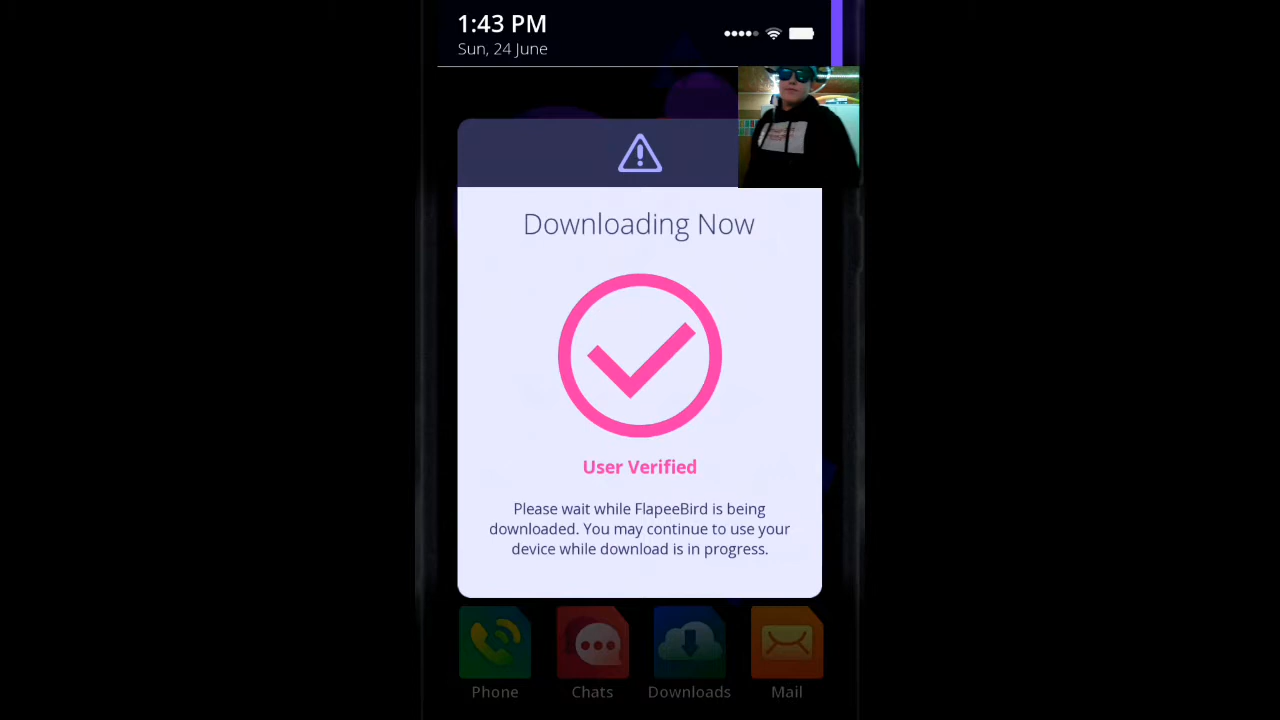 1:43 PM
Sun, 24 June
Downloading Now
User Verified
Please wait while FlapeeBird is being
downloaded. You may continue to use your
device while download is in progress.
Phone
Chats
Downloads
Mail